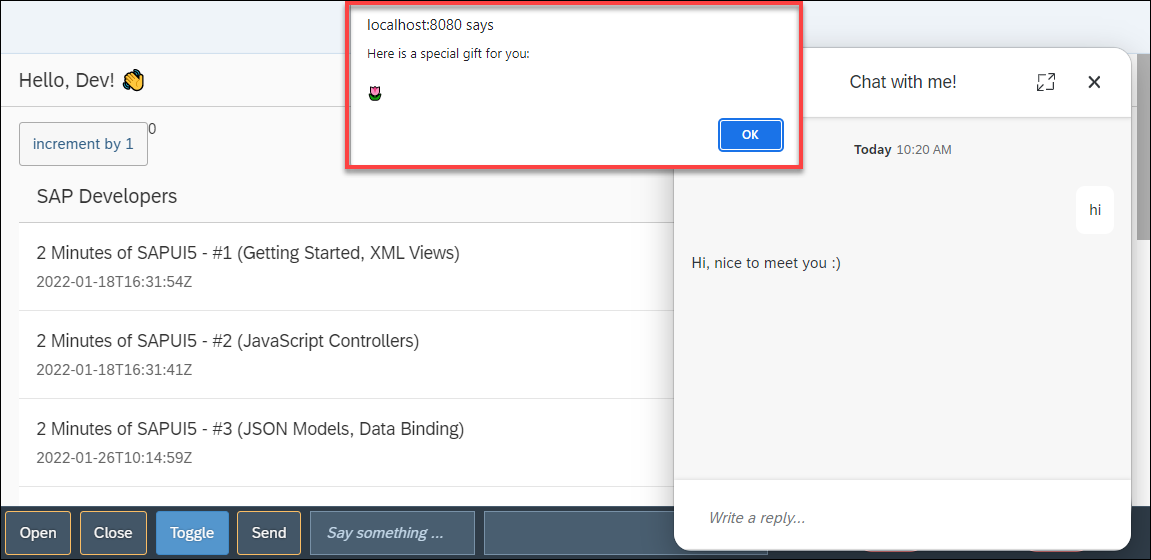 localhost:8080 says
Here is a special gift for you:
🌷
OK
Hello, Dev! 👏
increment by 1
0
SAP Developers
2 Minutes of SAPUI5 - #1 (Getting Started, XML Views)
2022-01-18T16:31:54Z
2 Minutes of SAPUI5 - #2 (JavaScript Controllers)
2022-01-18T16:31:41Z
2 Minutes of SAPUI5 - #3 (JSON Models, Data Binding)
2022-01-26T10:14:59Z
Chat with me!
Today 10:20 AM
hi
Hi, nice to meet you :)
Write a reply...
Open
Close
Toggle
Send
Say something ...